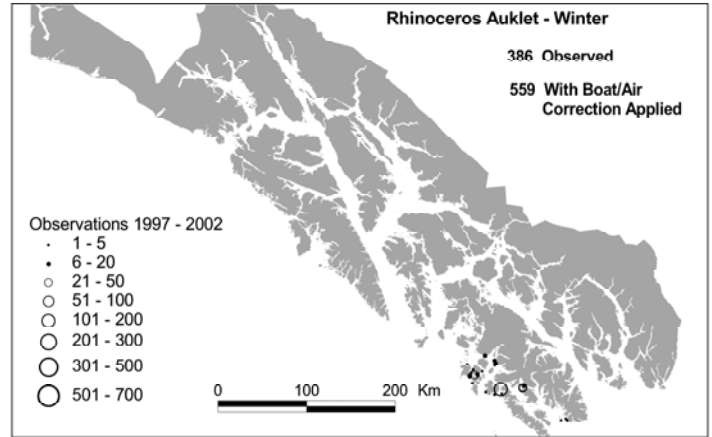 Rhinoceros Auklet - Winter
386 Observed
559 With Boat/Air
Correction Applied
Observations 1997 - 2002
1 - 5
6 - 20
21 - 50
51 - 100
101 - 200
201 - 300
301 - 500
501 - 700
0 100 200 Km